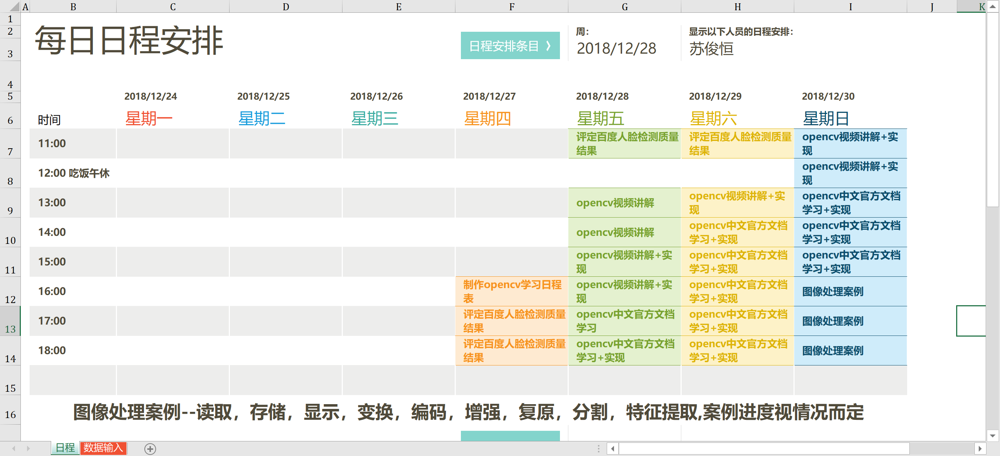 A B C D E F G H I J K
1
2
3
4
5
6
7
8
9
10
11
12
13
14
15
16
每日日程安排
日程安排条目 ❯
周：
2018/12/28
显示以下人员的日程安排：
苏俊恒
2018/12/24 2018/12/25 2018/12/26 2018/12/27 2018/12/28 2018/12/29 2018/12/30
时间 星期一 星期二 星期三 星期四 星期五 星期六 星期日
11:00
评定百度人脸检测质量
结果
评定百度人脸检测质量
结果
opencv视频讲解+实
现
12:00 吃饭午休
opencv视频讲解+实
现
13:00
opencv视频讲解
opencv视频讲解+实
现
opencv中文官方文档
学习+实现
14:00
opencv视频讲解
opencv中文官方文档
学习+实现
opencv中文官方文档
学习+实现
15:00
opencv视频讲解+实
现
opencv中文官方文档
学习+实现
opencv中文官方文档
学习+实现
16:00
制作opencv学习日程
表
opencv视频讲解+实
现
opencv中文官方文档
学习+实现
图像处理案例
17:00
评定百度人脸检测质量
结果
opencv中文官方文档
学习
opencv中文官方文档
学习+实现
图像处理案例
18:00
评定百度人脸检测质量
结果
opencv中文官方文档
学习+实现
opencv中文官方文档
学习+实现
图像处理案例
图像处理案例--读取，存储，显示，变换，编码，增强，复原，分割，特征提取,案例进度视情况而定
日程 数据输入